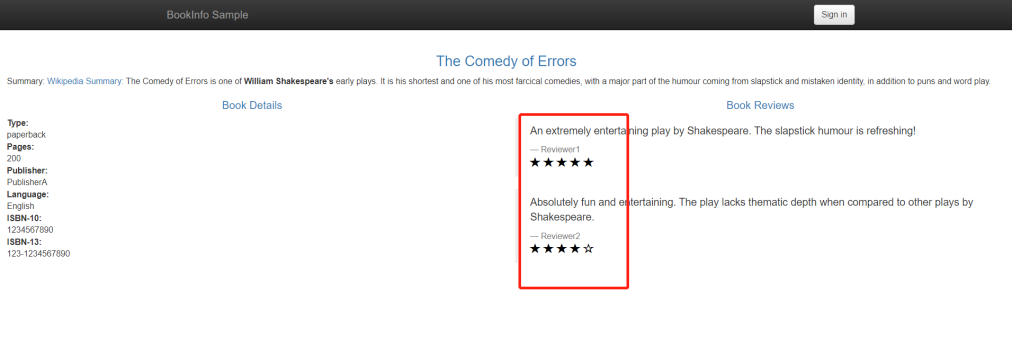 BookInfo Sample
Sign in
The Comedy of Errors
Summary: Wikipedia Summary: The Comedy of Errors is one of William Shakespeare's early plays. It is his shortest and one of his most farcical comedies, with a major part of the humour coming from slapstick and mistaken identity, in addition to puns and word play.
Book Details
Type:
paperback
Pages:
200
Publisher:
PublisherA
Language:
English
ISBN-10:
1234567890
ISBN-13:
123-1234567890
Book Reviews
An extremely entertaining play by Shakespeare. The slapstick humour is refreshing!
— Reviewer1
★★★★★
Absolutely fun and entertaining. The play lacks thematic depth when compared to other plays by
Shakespeare.
— Reviewer2
★★★★☆